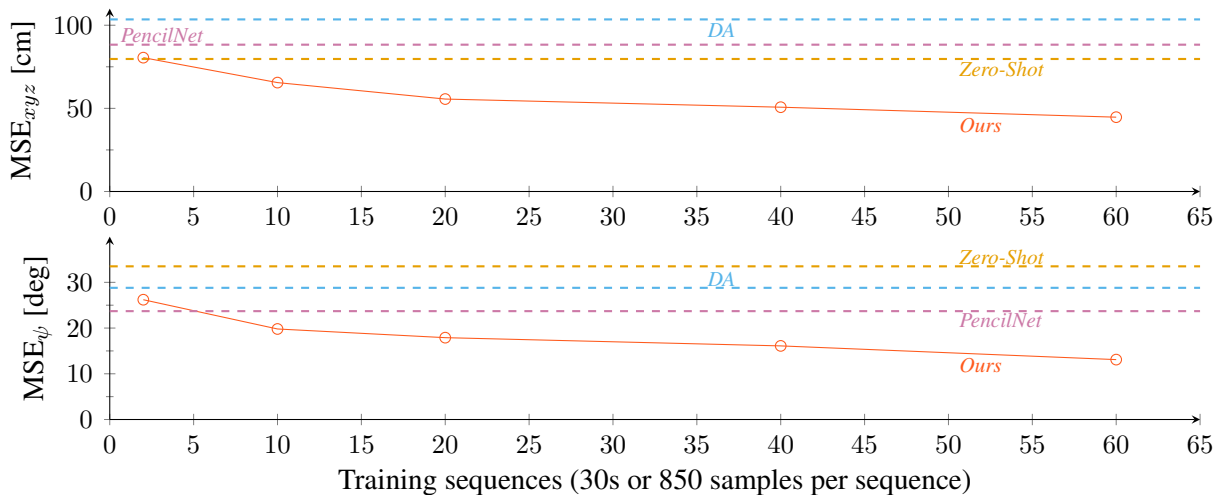 100
50
0
MSE_{xyz} [cm]
PencilNet
DA
Zero-Shot
Ours
0 5 10 15 20 25 30 35 40 45 50 55 60 65
30
20
10
0
MSE_ψ [deg]
Zero-Shot
DA
PencilNet
Ours
0 5 10 15 20 25 30 35 40 45 50 55 60 65
Training sequences (30s or 850 samples per sequence)